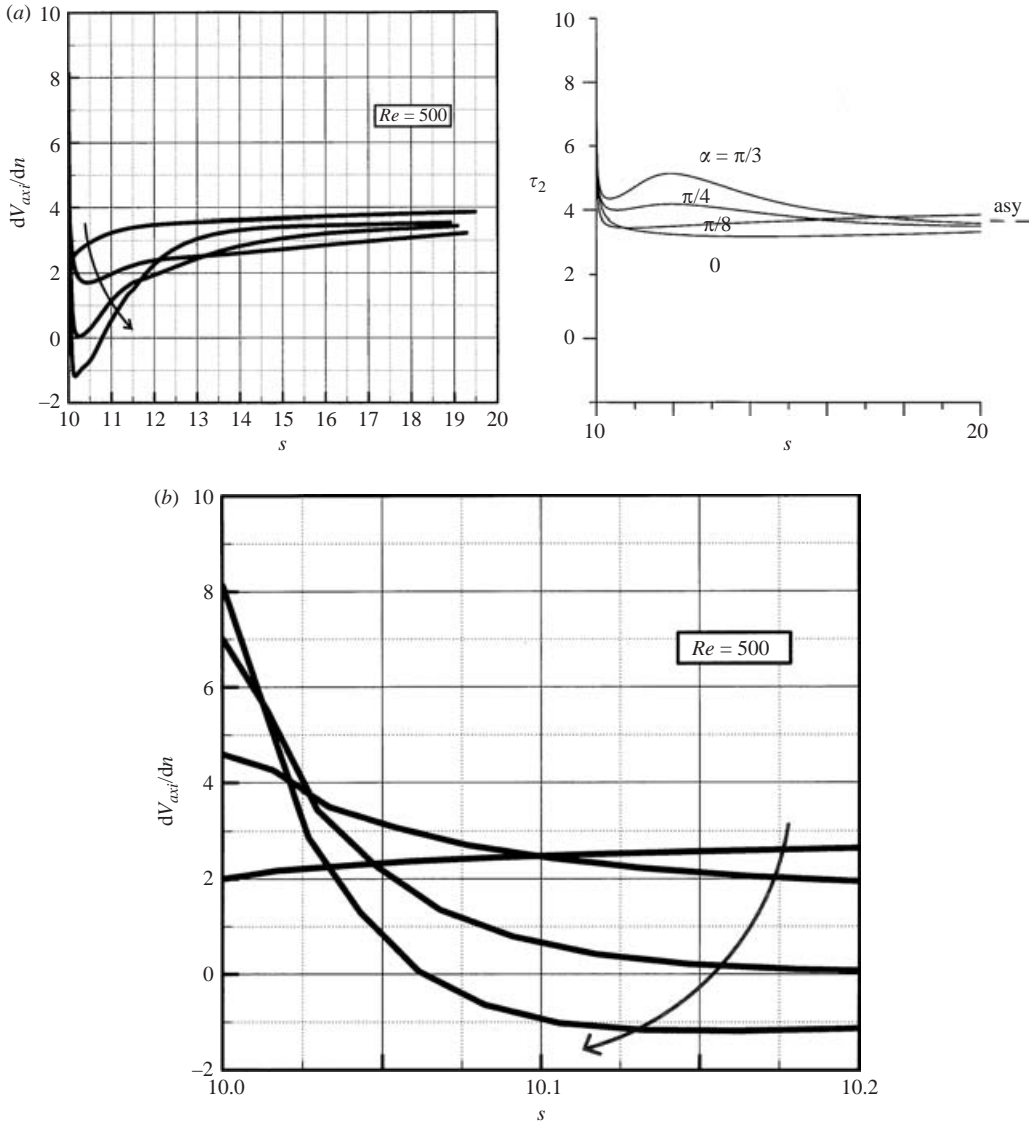 (a)
10
8
6
4
2
0
−2
dV_axi/dn
Re = 500
10 11 12 13 14 15 16 17 18 19 20
s
10
8
6
4
2
0
τ2
α = π/3
π/4
π/8
0
asy
10 20
s
(b)
10
8
6
4
2
0
−2
dV_axi/dn
Re = 500
10.0 10.1 10.2
s